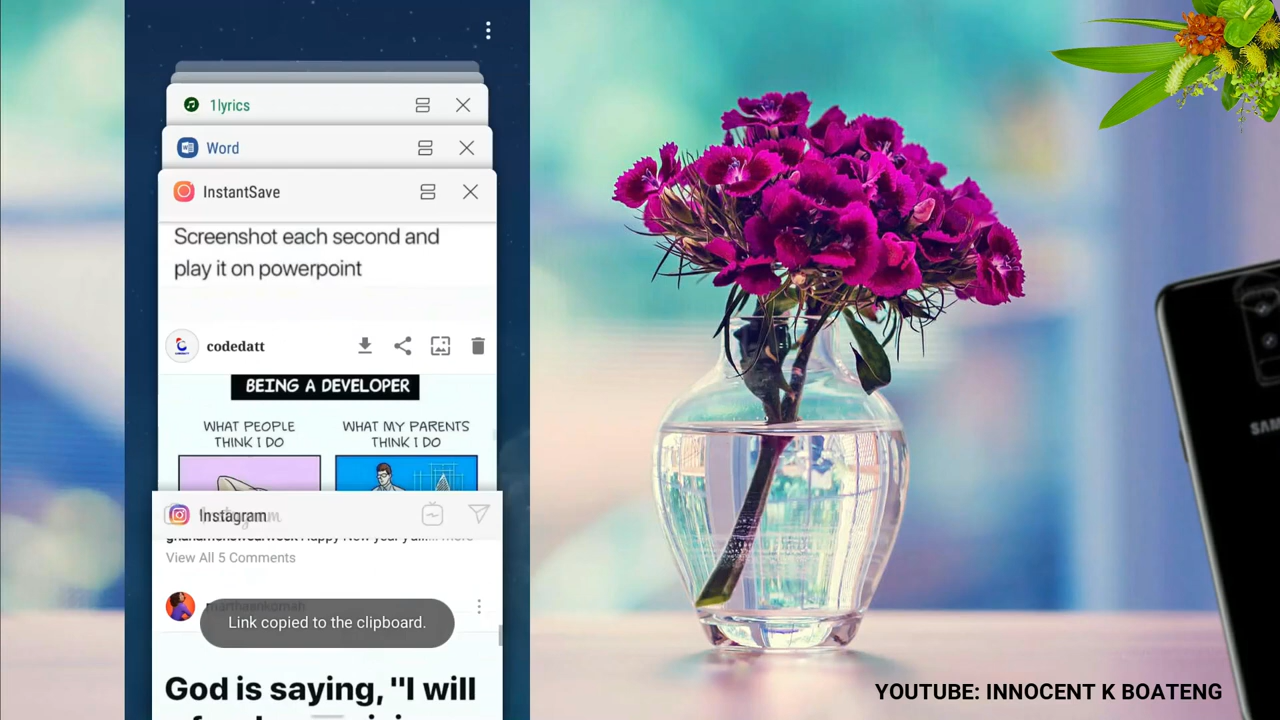 1lyrics
Word
InstantSave
Screenshot each second and
play it on powerpoint
codedatt
BEING A DEVELOPER
WHAT PEOPLE
THINK I DO
WHAT MY PARENTS
THINK I DO
Instagram
View All 5 Comments
Link copied to the clipboard.
God is saying, "I will
SAM
YOUTUBE: INNOCENT K BOATENG